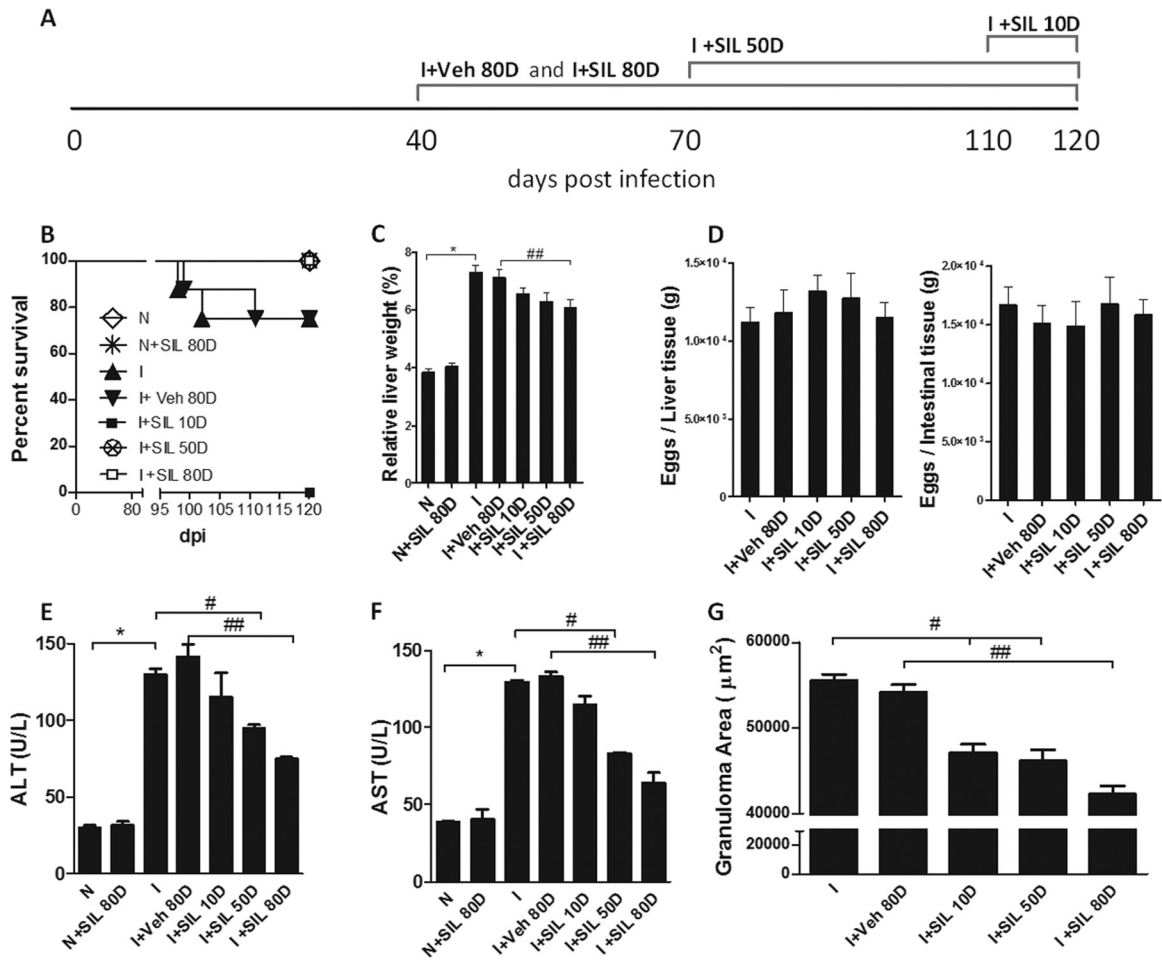 A
I +SIL 10D
I +SIL 50D
I+Veh 80D and I+SIL 80D
0 40 70 110 120
days post infection
B
Percent survival
100
80
60
40
20
0
N
N+SIL 80D
I
I+ Veh 80D
I+SIL 10D
I+SIL 50D
I +SIL 80D
0 80 95 100 105 111 115 120
dpi
C
Relative liver weight (%)
8
6
4
2
0
* ##
N
N+SIL 80D
I
I+Veh 80D
I+SIL 10D
I+SIL 50D
I +SIL 80D
D
Eggs / Liver tissue (g)
1.5×10⁴
1.0×10⁴
5.0×10³
0
I
I+Veh 80D
I+SIL 10D
I+SIL 50D
I +SIL 80D
Eggs / Intestinal tissue (g)
2.0×10⁴
1.5×10⁴
1.0×10⁴
5.0×10³
0
I
I+Veh 80D
I+SIL 10D
I+SIL 50D
I +SIL 80D
E
ALT (U/L)
150
100
50
0
#
* ##
N
N+SIL 80D
I
I+Veh 80D
I+SIL 10D
I+SIL 50D
I +SIL 80D
F
AST (U/L)
150
100
50
0
#
* ##
N
N+SIL 80D
I
I+Veh 80D
I+SIL 10D
I+SIL 50D
I +SIL 80D
G
Granuloma Area ( μm²)
60000
50000
40000
20000
0
#
##
I
I+Veh 80D
I+SIL 10D
I+SIL 50D
I +SIL 80D